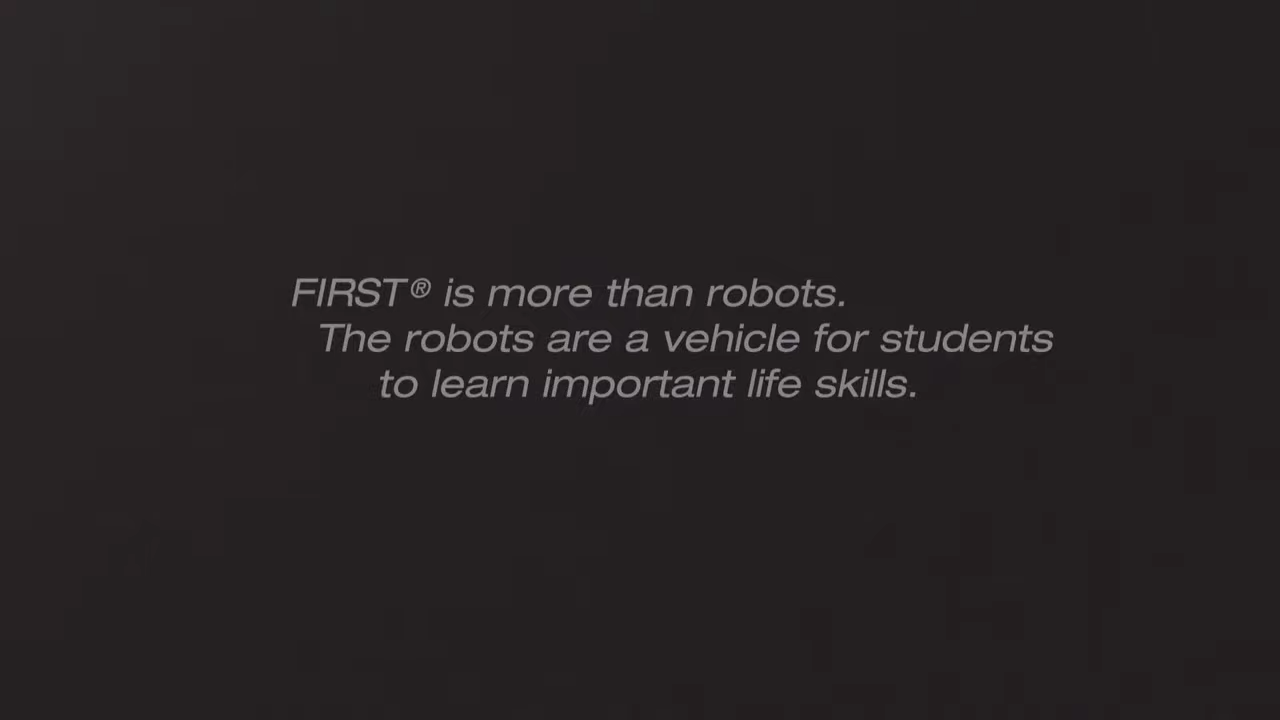 FIRST® is more than robots.
The robots are a vehicle for students
to learn important life skills.